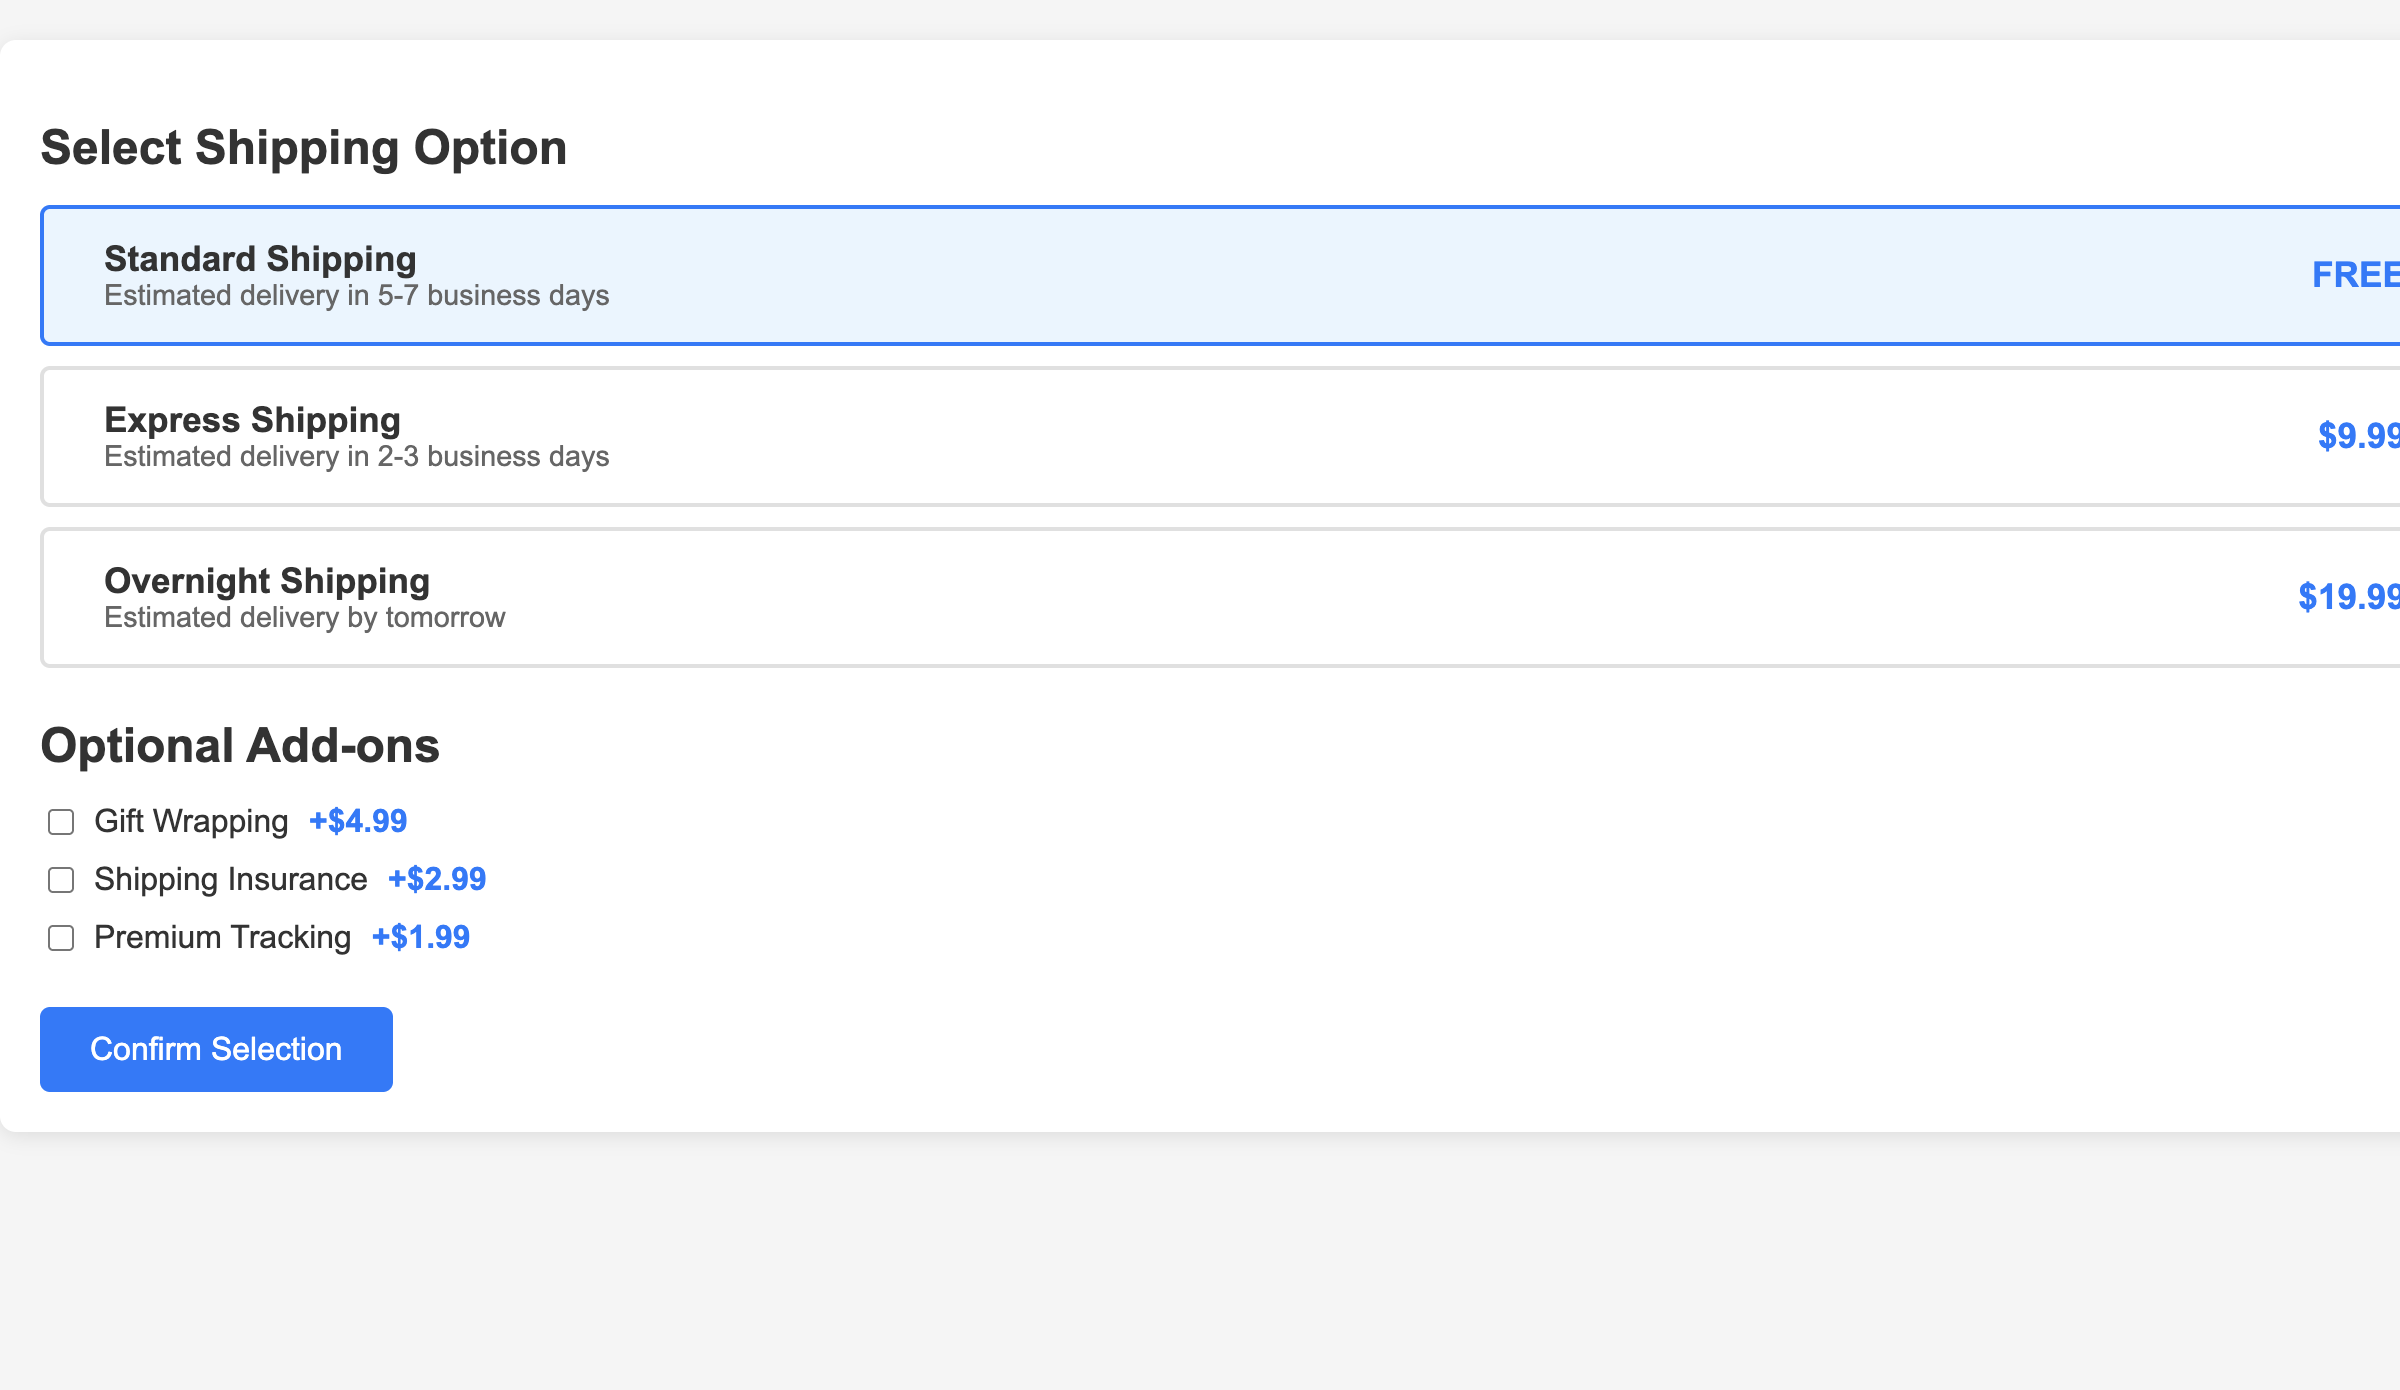 Select Shipping Option
Standard Shipping
Estimated delivery in 5-7 business days
FREE
Express Shipping
Estimated delivery in 2-3 business days
$9.99
Overnight Shipping
Estimated delivery by tomorrow
$19.99
Optional Add-ons
Gift Wrapping +$4.99
Shipping Insurance +$2.99
Premium Tracking +$1.99
Confirm Selection